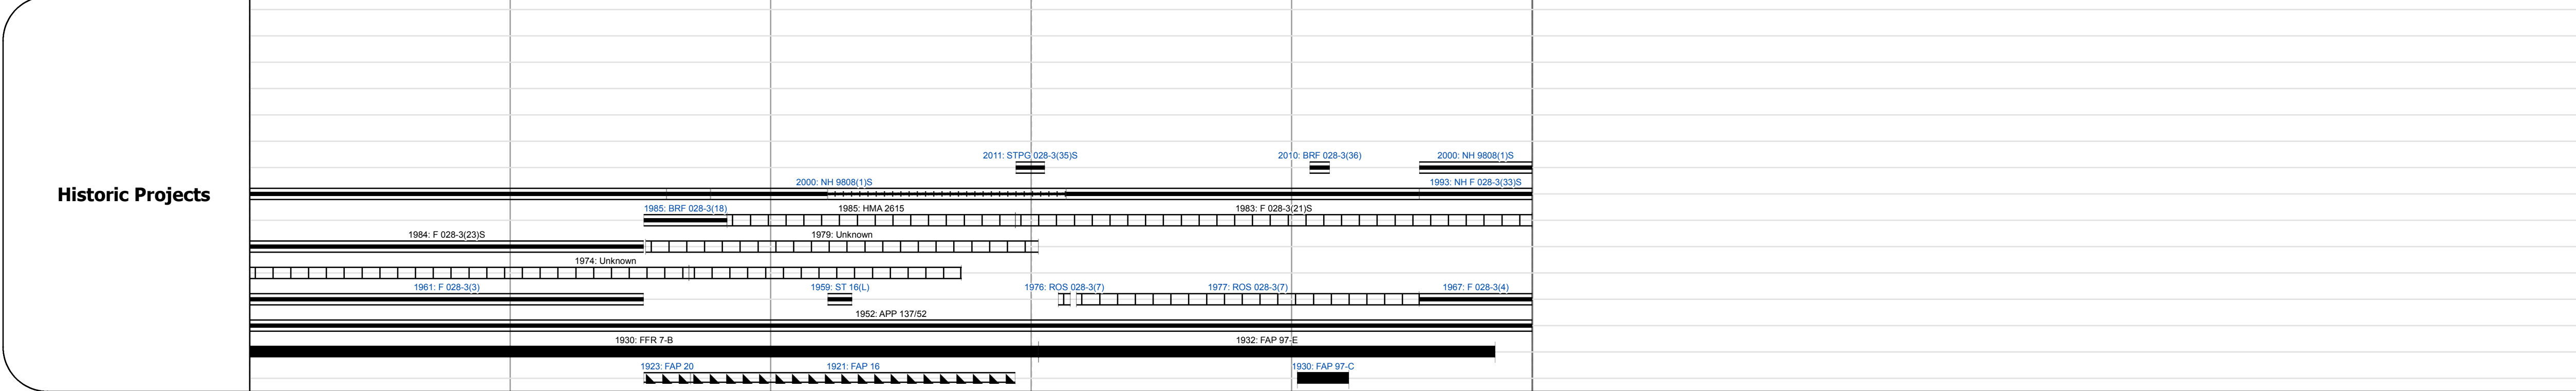 2011: STPG 028-3(35)S 2010: BRF 028-3(36) 2000: NH 9808(1)S
Historic Projects
2000: NH 9808(1)S 1993: NH F 028-3(33)S
1985: BRF 028-3(18) 1985: HMA 2615 1983: F 028-3(21)S
1984: F 028-3(23)S 1979: Unknown
1974: Unknown
1961: F 028-3(3) 1959: ST 16(L) 1976: ROS 028-3(7) 1977: ROS 028-3(7) 1967: F 028-3(4)
1952: APP 137/52
1930: FFR 7-B 1932: FAP 97-E
1923: FAP 20 1921: FAP 16 1930: FAP 97-C